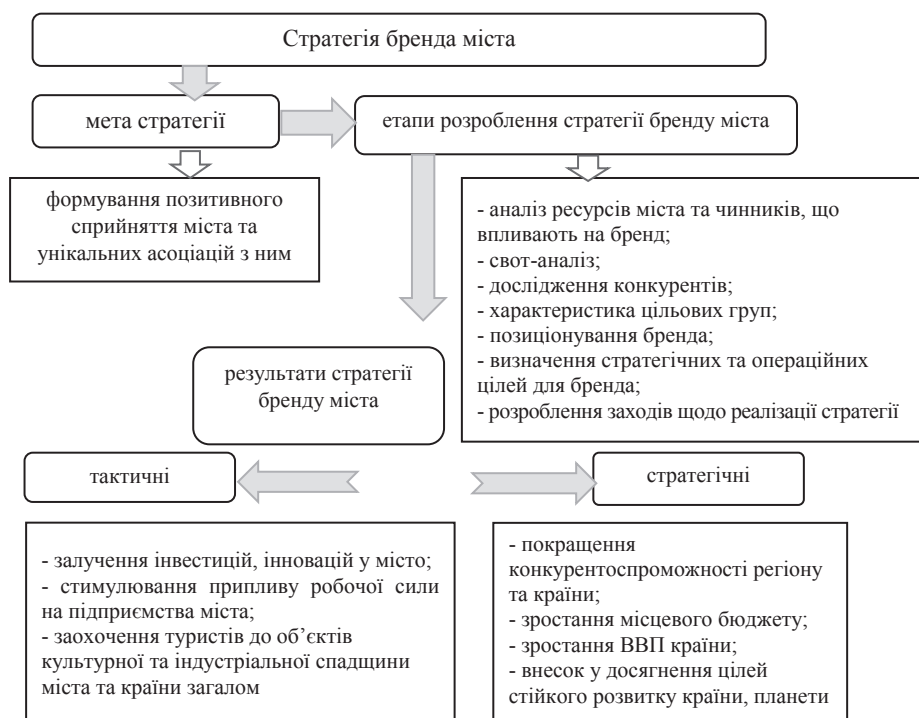 Стратегія бренда міста
мета стратегії
етапи розроблення стратегії бренду міста
формування позитивного
сприйняття міста та
унікальних асоціацій з ним
- аналіз ресурсів міста та чинників, що
впливають на бренд;
- свот-аналіз;
- дослідження конкурентів;
- характеристика цільових груп;
- позиціонування бренда;
- визначення стратегічних та операційних
цілей для бренда;
- розроблення заходів щодо реалізації стратегії
результати стратегії
бренду міста
тактичні
стратегічні
- залучення інвестицій, інновацій у місто;
- стимулювання припливу робочої сили
на підприємства міста;
- заохочення туристів до об’єктів
культурної та індустріальної спадщини
міста та країни загалом
- покращення
конкурентоспроможності регіону
та країни;
- зростання місцевого бюджету;
- зростання ВВП країни;
- внесок у досягнення цілей
стійкого розвитку країни, планети